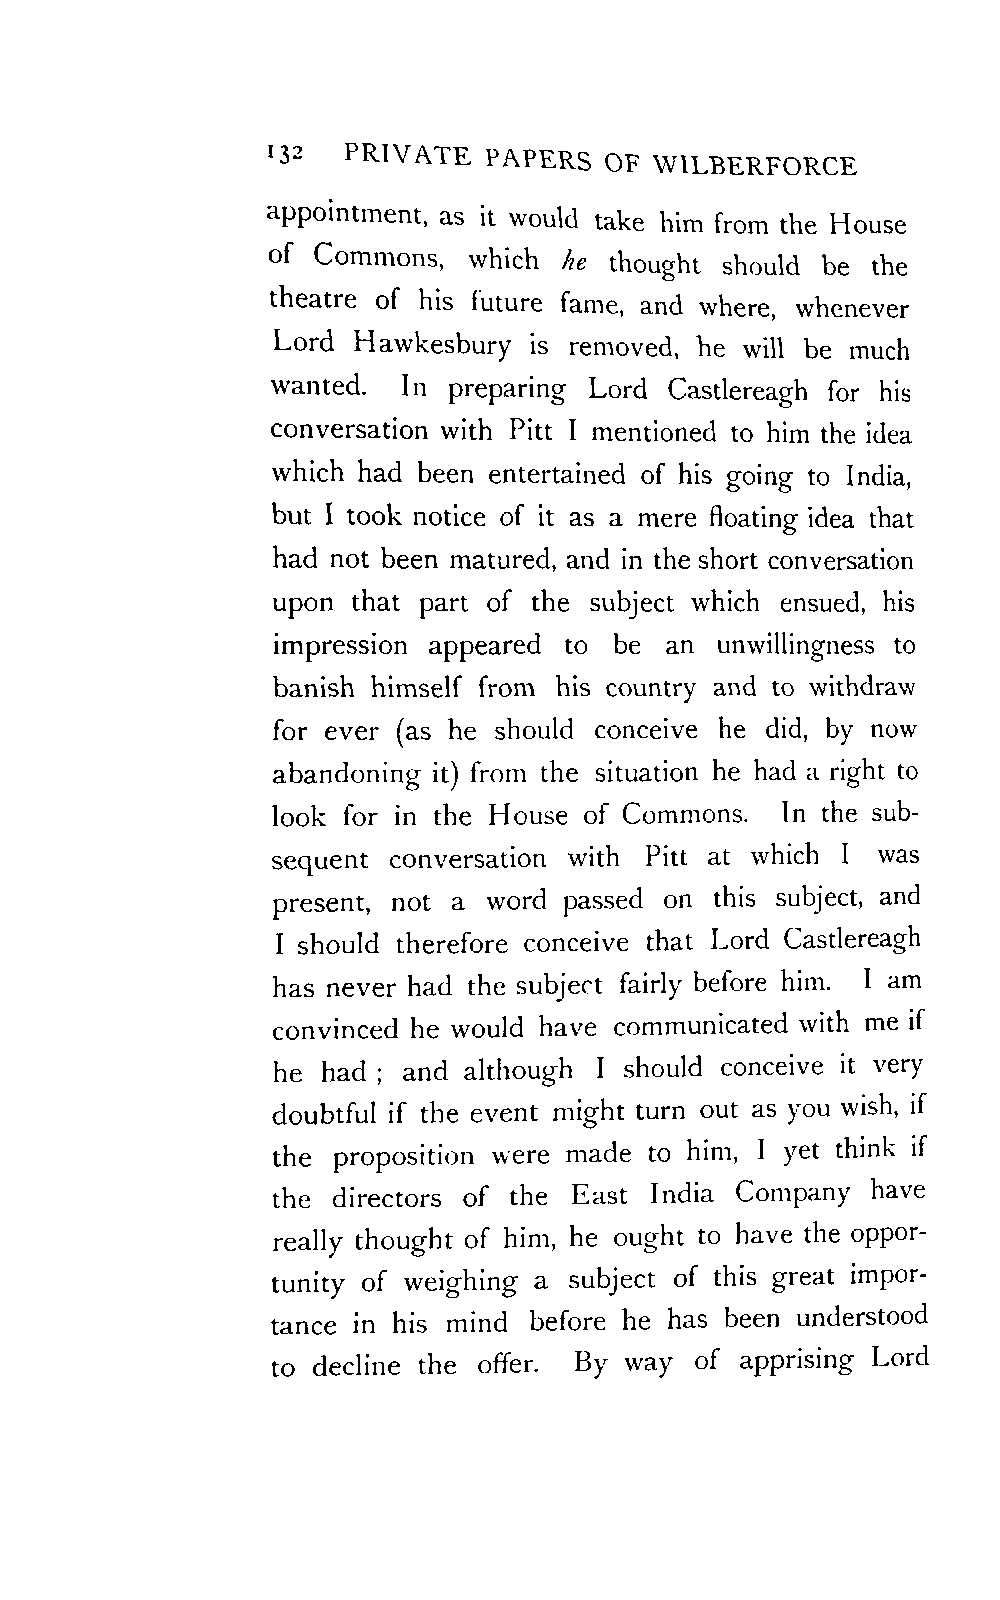 132 PRIVATE PAPERS OF WILBERFORCE
appointment, as it would take him from the House
of Commons, which he thought should be the
theatre of his future fame, and where, whenever
Lord Hawkesbury is removed, he will be much
wanted. In preparing Lord Castlereagh for his
conversation with Pitt I mentioned to him the idea
which had been entertained of his going to India,
but I took notice of it as a mere floating idea that
had not been matured, and in the short conversation
upon that part of the subject which ensued, his
impression appeared to be an unwillingness to
banish himself from his country and to withdraw
for ever (as he should conceive he did, by now
abandoning it) from the situation he had a right to
look for in the House of Commons. In the sub-
sequent conversation with Pitt at which I was
present, not a word passed on this subject, and
I should therefore conceive that Lord Castlereagh
has never had the subject fairly before him. I am
convinced he would have communicated with me if
he had ; and although I should conceive it very
doubtful if the event might turn out as you wish, if
the proposition were made to him, I yet think if
the directors of the East India Company have
really thought of him, he ought to have the oppor-
tunity of weighing a subject of this great impor-
tance in his mind before he has been understood
to decline the offer. By way of apprising Lord